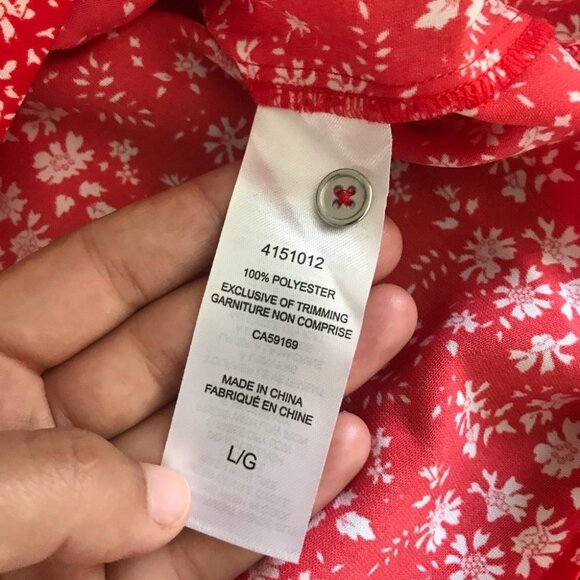 4151012
100% POLYESTER
EXCLUSIVE OF TRIMMING
GARNITURE NON COMPRISE
CA59169
MADE IN CHINA
FABRIQUÉ EN CHINE
L/G